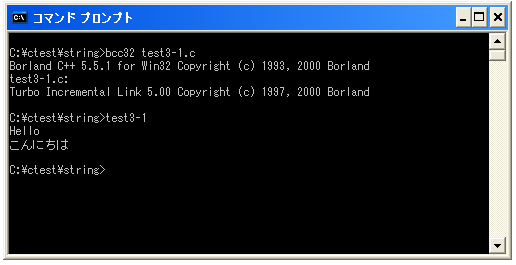 コマンド プロンプト
C:¥ctest¥string>bcc32 test3-1.c
Borland C++ 5.5.1 for Win32 Copyright (c) 1993, 2000 Borland
test3-1.c:
Turbo Incremental Link 5.00 Copyright (c) 1997, 2000 Borland
C:¥ctest¥string>test3-1
Hello
こんにちは
C:¥ctest¥string>